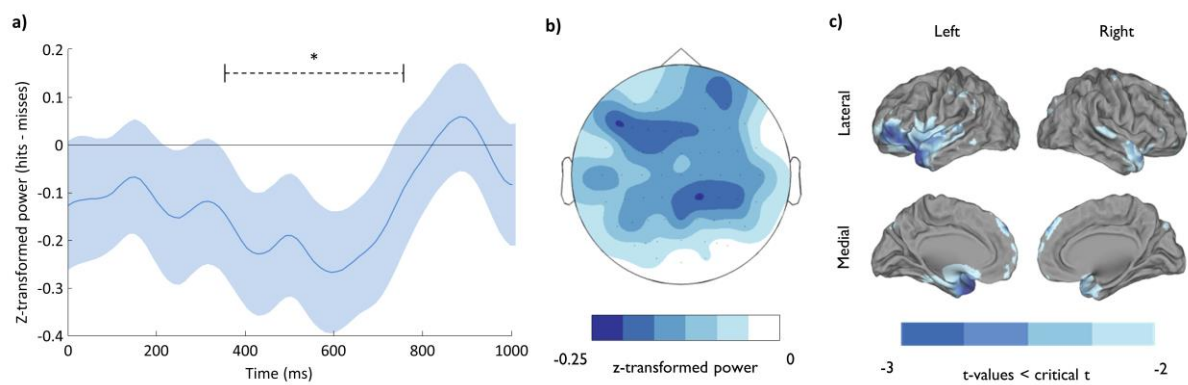 a)
Z-transformed power (hits - misses)
0.2
0.1
0
-0.1
-0.2
-0.3
-0.4
*
0
200
400
600
800
1000
Time (ms)
b)
-0.25
0
z-transformed power
c)
Left
Right
Lateral
Medial
-3
-2
t-values < critical t